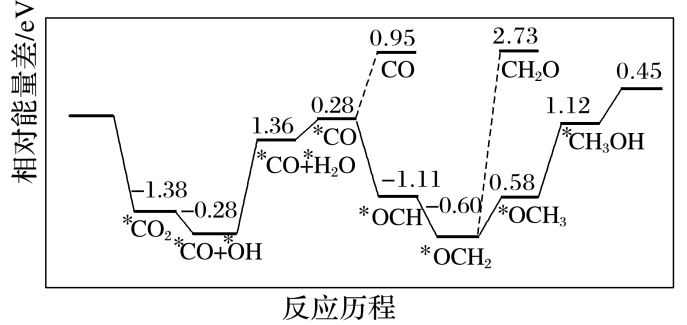 相对能量差/eV
0.95
CO
2.73
CH₂O
0.45
1.36
0.28
*CO
*CO+*H₂O
1.12
*CH₃OH
−1.38
*CO₂
−0.28
*CO+*OH
−1.11
*OCH
−0.60
*OCH₂
0.58
*OCH₃
反应历程